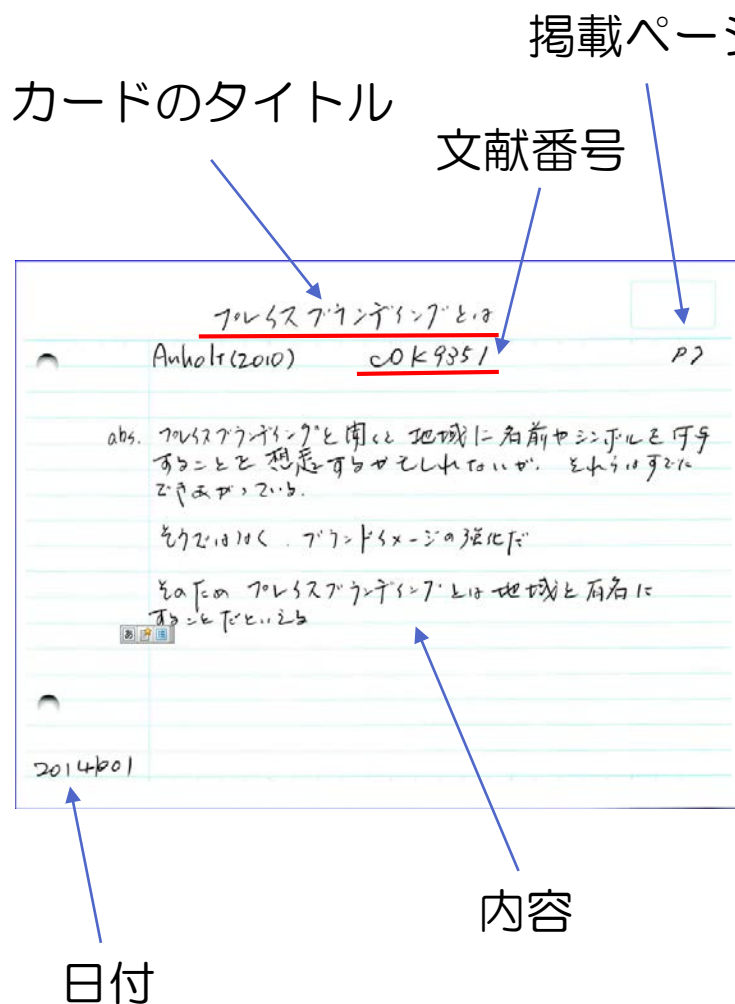 掲載ページ
カードのタイトル
文献番号
プレイスブランディングとは
Anholt(2010) cOK9351 P7
abs. プレイスブランディングと聞くと 地域に名前やシンボルを付与
することを想起するかもしれないが、それらはすでに
できあがっている.
そうではなく、ブランドイメージの強化だ
そのため プレイスブランディングとは地域を有名に
することだといえる
あ
内容
日付